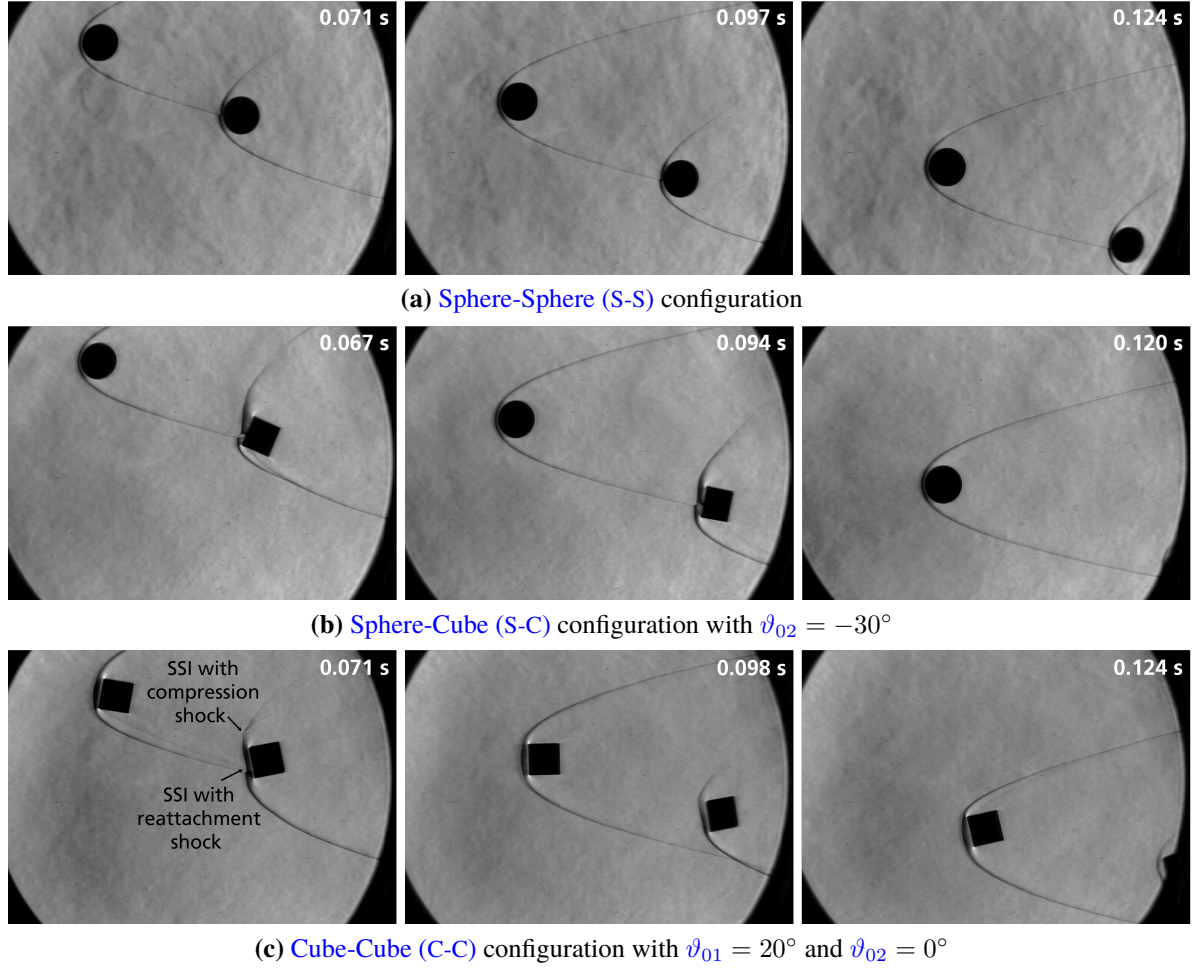 0.071 s
0.097 s
0.124 s
(a) Sphere-Sphere (S-S) configuration
0.067 s
0.094 s
0.120 s
(b) Sphere-Cube (S-C) configuration with ϑ02 = −30°
0.071 s
SSI with
compression
shock
SSI with
reattachment
shock
0.098 s
0.124 s
(c) Cube-Cube (C-C) configuration with ϑ01 = 20° and ϑ02 = 0°